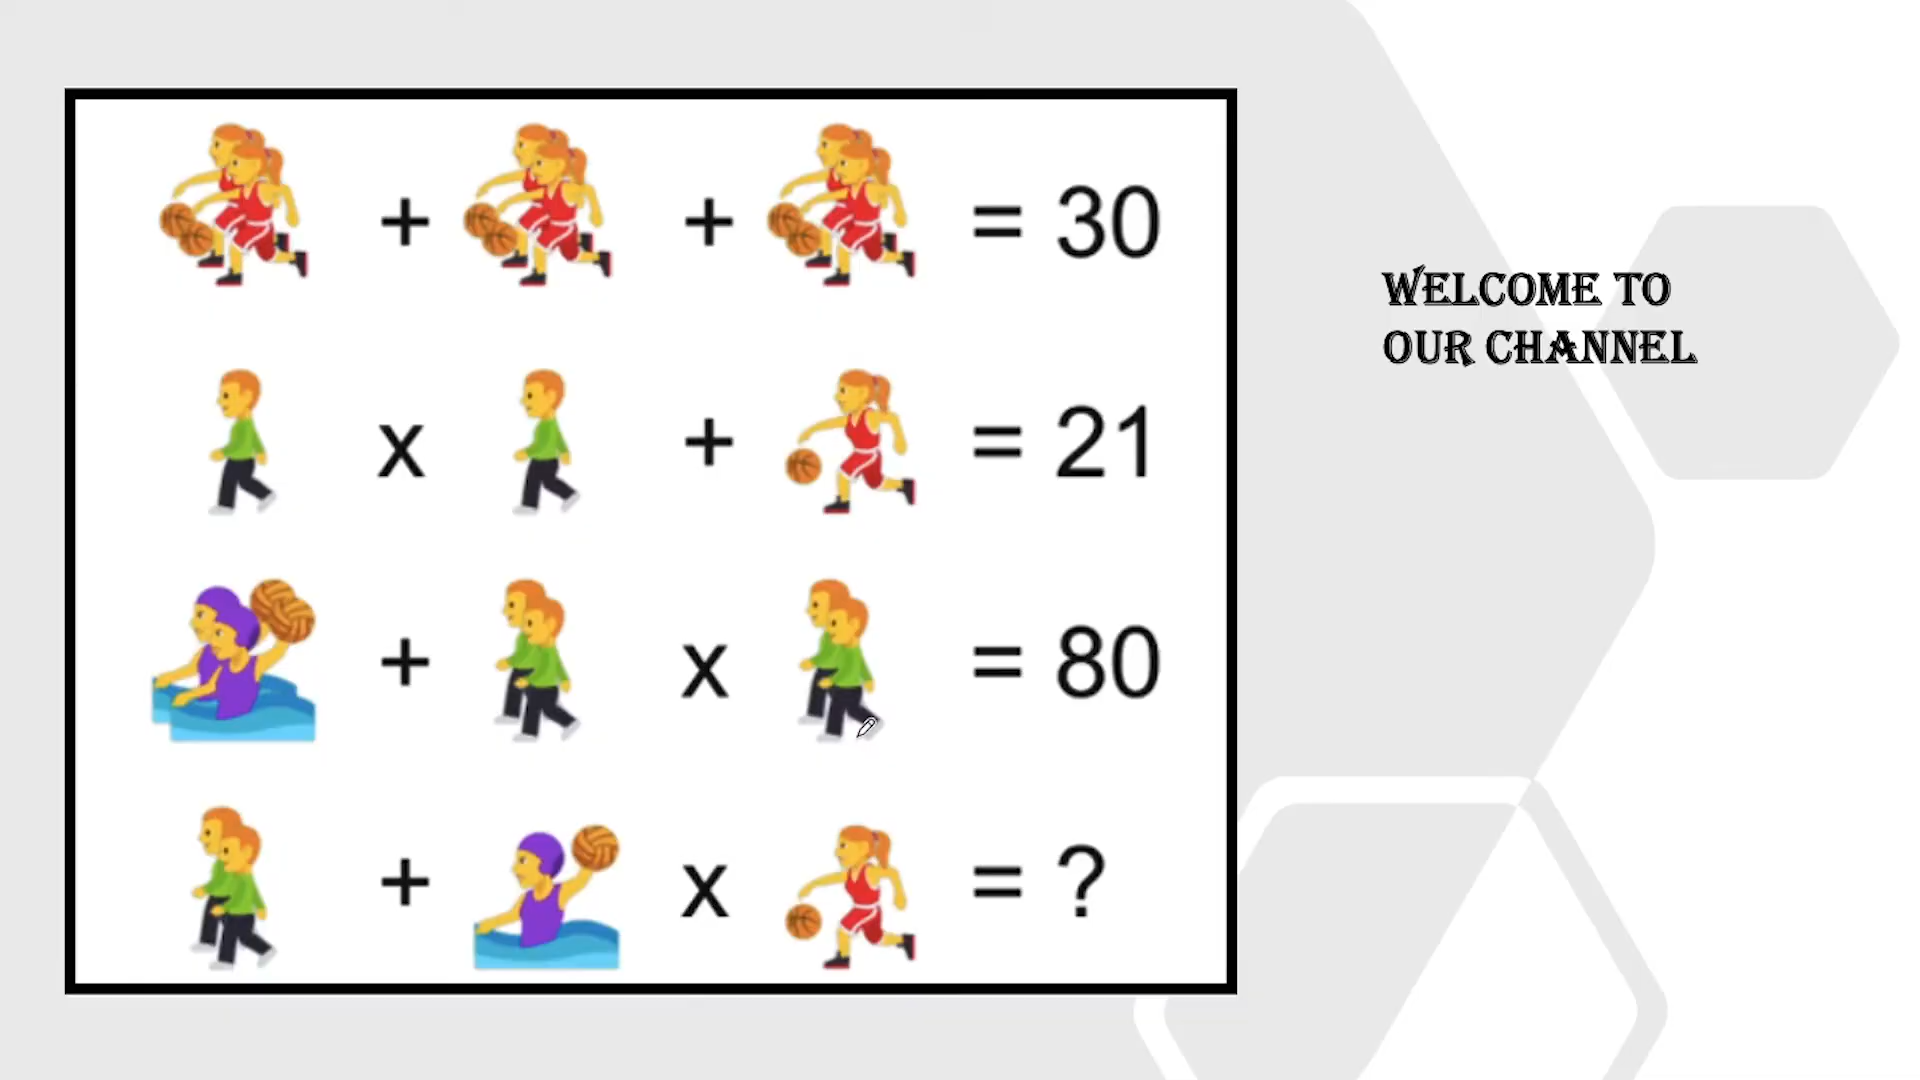 + + = 30
x + = 21
+ x = 80
+ x = ?
WELCOME TO
OUR CHANNEL